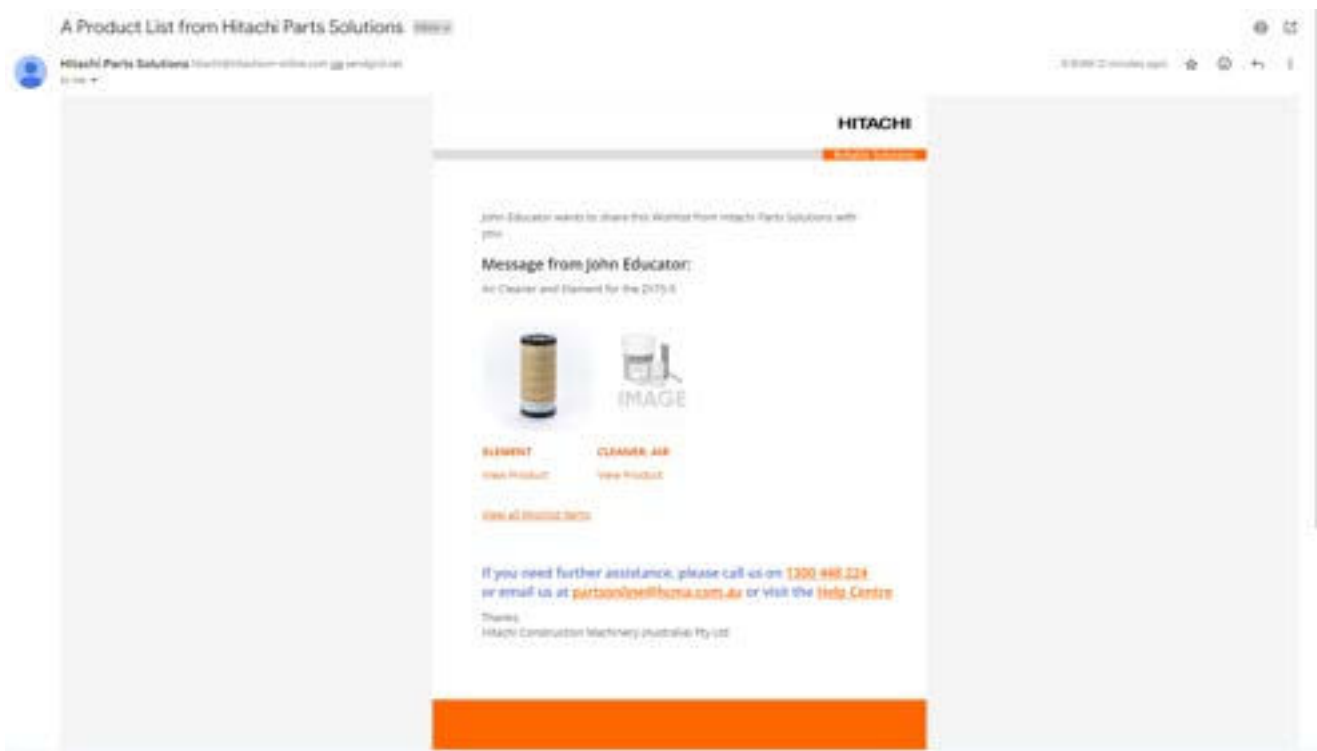 A Product List from Hitachi Parts Solutions
Hitachi Parts Solutions
to me
HITACHI
Reliable Solutions
John Educator wants to share this Wishlist from Hitachi Parts Solutions with
you
Message from John Educator:
Air Cleaner and Element for the
IMAGE
ELEMENT CLEANER, AIR
View Product View Product
View all Wishlist Items
If you need further assistance, please call us on 1300 448 224
or email us at partsonline@hcma.com.au or visit the Help Centre
Thanks,
Hitachi Construction Machinery (Australia) Pty Ltd